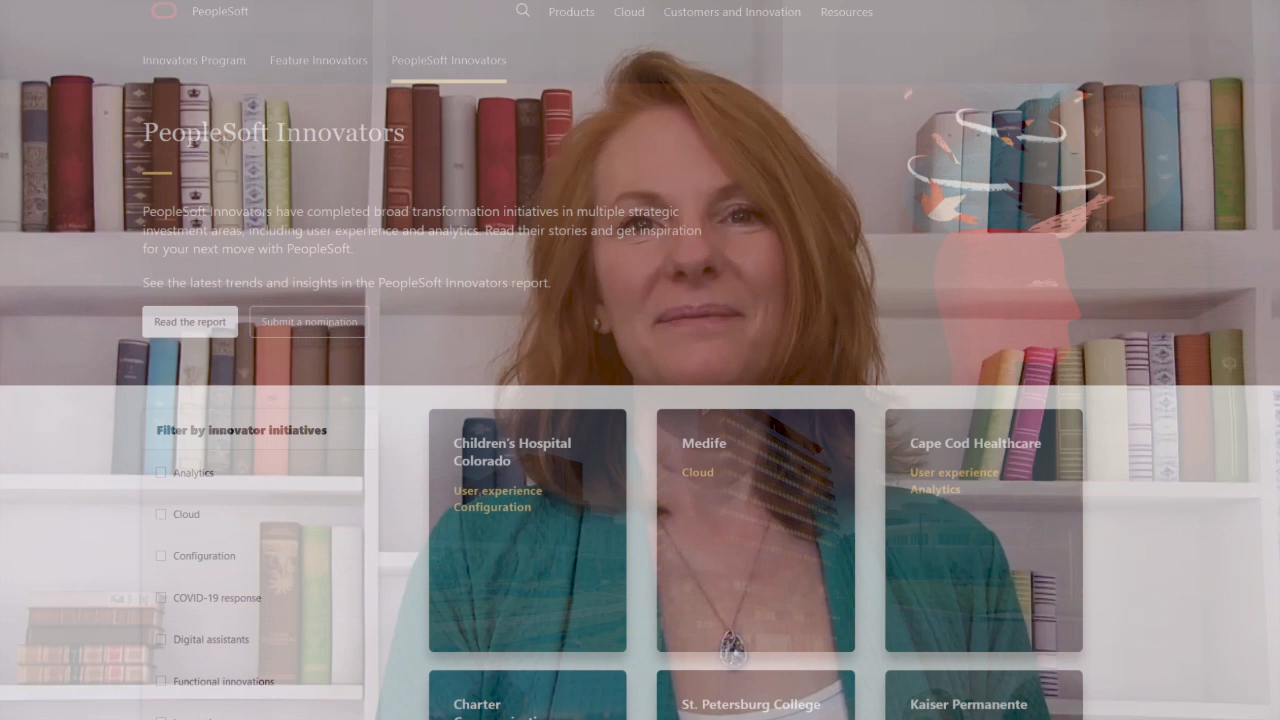 PeopleSoft
Products
Cloud
Customers and Innovation
Resources
Innovators Program
Feature Innovators
PeopleSoft Innovators
PeopleSoft Innovators
PeopleSoft Innovators have completed broad transformation initiatives in multiple strategic
investment areas, including user experience and analytics. Read their stories and get inspiration
for your next move with PeopleSoft.
See the latest trends and insights in the PeopleSoft Innovators report.
Read the report
Submit a nomination
Filter by innovator initiatives
Analytics
Cloud
Configuration
COVID-19 response
Digital assistants
Functional innovations
Children's Hospital
Colorado
User experience
Configuration
Medife
Cloud
Cape Cod Healthcare
User experience
Analytics
Charter
St. Petersburg College
Kaiser Permanente